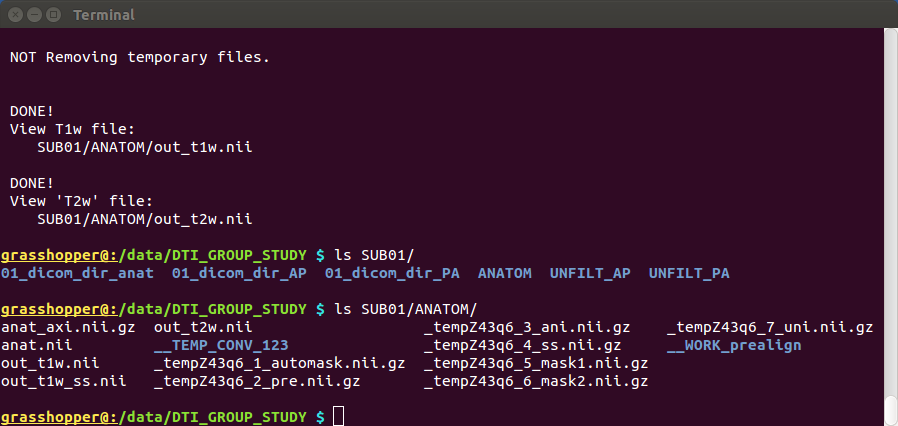 Terminal
NOT Removing temporary files.
DONE!
View T1w file:
SUB01/ANATOM/out_t1w.nii
DONE!
View 'T2w' file:
SUB01/ANATOM/out_t2w.nii
grasshopper@:/data/DTI_GROUP_STUDY $ ls SUB01/
01_dicom_dir_anat  01_dicom_dir_AP  01_dicom_dir_PA  ANATOM  UNFILT_AP  UNFILT_PA
grasshopper@:/data/DTI_GROUP_STUDY $ ls SUB01/ANATOM/
anat_axi.nii.gz  out_t2w.nii  _tempZ43q6_3_ani.nii.gz  _tempZ43q6_7_uni.nii.gz
anat.nii  __TEMP_CONV_123  _tempZ43q6_4_ss.nii.gz  __WORK_prealign
out_t1w.nii  _tempZ43q6_1_automask.nii.gz  _tempZ43q6_5_mask1.nii.gz
out_t1w_ss.nii  _tempZ43q6_2_pre.nii.gz  _tempZ43q6_6_mask2.nii.gz
grasshopper@:/data/DTI_GROUP_STUDY $